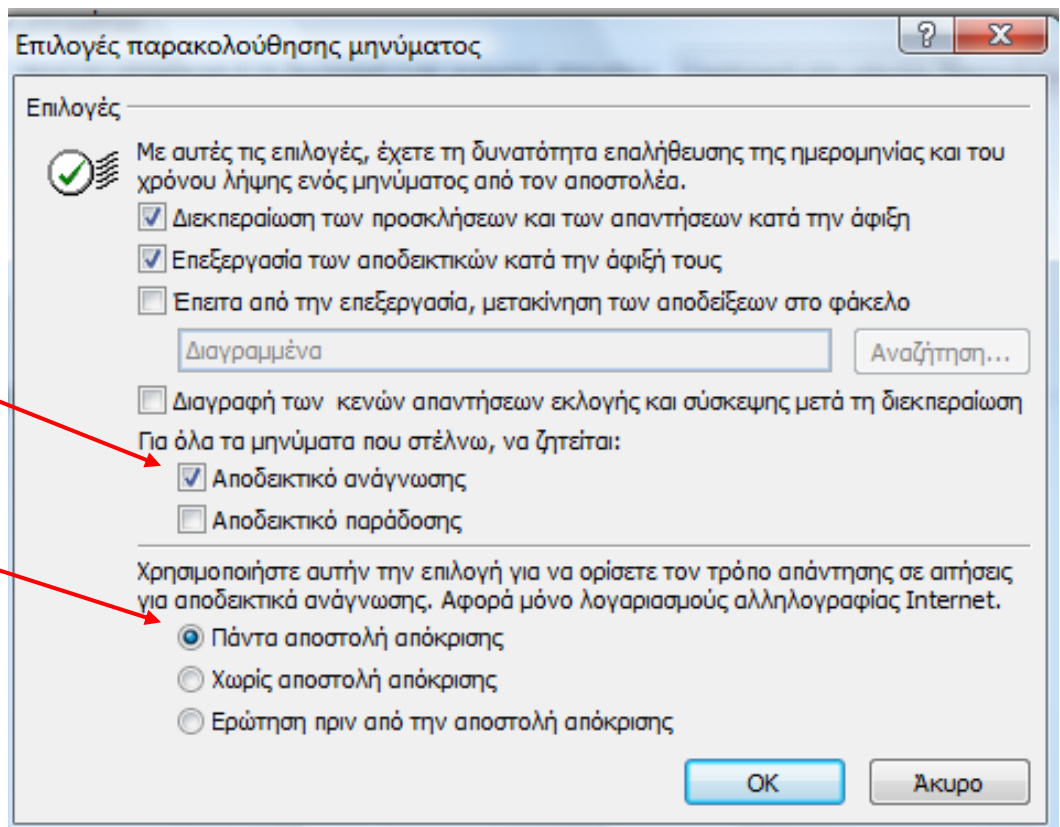 Επιλογές παρακολούθησης μηνύματος
Επιλογές
Με αυτές τις επιλογές, έχετε τη δυνατότητα επαλήθευσης της ημερομηνίας και του
χρόνου λήψης ενός μηνύματος από τον αποστολέα.
Διεκπεραίωση των προσκλήσεων και των απαντήσεων κατά την άφιξη
Επεξεργασία των αποδεικτικών κατά την άφιξή τους
Έπειτα από την επεξεργασία, μετακίνηση των αποδείξεων στο φάκελο
Διαγραμμένα
Αναζήτηση...
Διαγραφή των κενών απαντήσεων εκλογής και σύσκεψης μετά τη διεκπεραίωση
Για όλα τα μηνύματα που στέλνω, να ζητείται:
Αποδεικτικό ανάγνωσης
Αποδεικτικό παράδοσης
Χρησιμοποιήστε αυτήν την επιλογή για να ορίσετε τον τρόπο απάντησης σε αιτήσεις
για αποδεικτικά ανάγνωσης. Αφορά μόνο λογαριασμούς αλληλογραφίας Internet.
Πάντα αποστολή απόκρισης
Χωρίς αποστολή απόκρισης
Ερώτηση πριν από την αποστολή απόκρισης
OK
Άκυρο